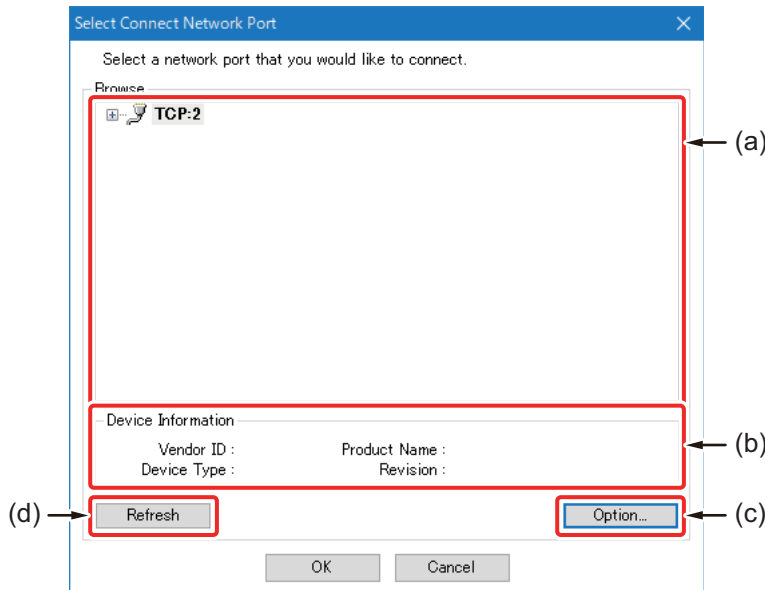 Select Connect Network Port
Select a network port that you would like to connect.
Browse
TCP:2
(a)
Device Information
Vendor ID : Product Name :
Device Type : Revision :
(b)
(d) Refresh Option... (c)
OK Cancel